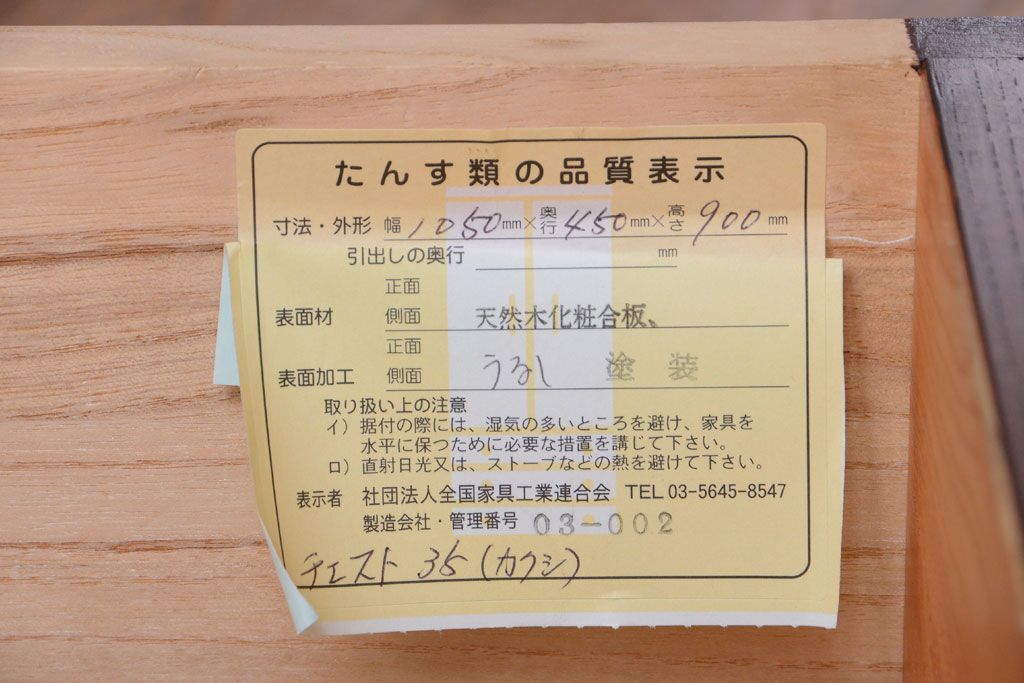 たんす類の品質表示
寸法・外形 幅 1050 mm × 奥行 450 mm × 高さ 900 mm
引出しの奥行 mm
正面
表面材 側面 天然木化粧合板、
正面
表面加工 側面 うるし 塗装
取り扱い上の注意
イ）据付の際には、湿気の多いところを避け、家具を
水平に保つために必要な措置を講じて下さい。
ロ）直射日光又は、ストーブなどの熱を避けて下さい。
表示者 社団法人全国家具工業連合会 TEL 03-5645-8547
製造会社・管理番号 03-002
チェスト 35 (カクシ)